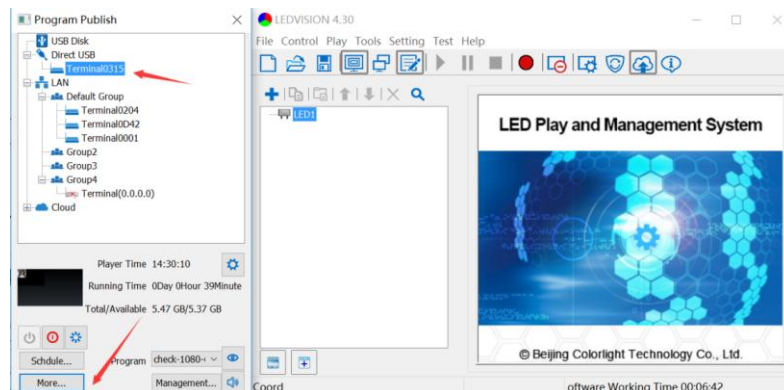 Program Publish
USB Disk
Direct USB
Terminal0315
LAN
Default Group
Terminal0204
Terminal0D42
Terminal0001
Group2
Group3
Group4
Terminal(0.0.0.0)
Cloud
Player Time 14:30:10
Running Time 0Day 0Hour 39Minute
Total/Available 5.47 GB/5.37 GB
Schdule...
Program check-1080-
More...
Management...
LEDVISION 4.30
File Control Play Tools Setting Test Help
LED1
LED Play and Management System
© Beijing Colorlight Technology Co., Ltd.
Coord
oftware Working Time 00:06:42